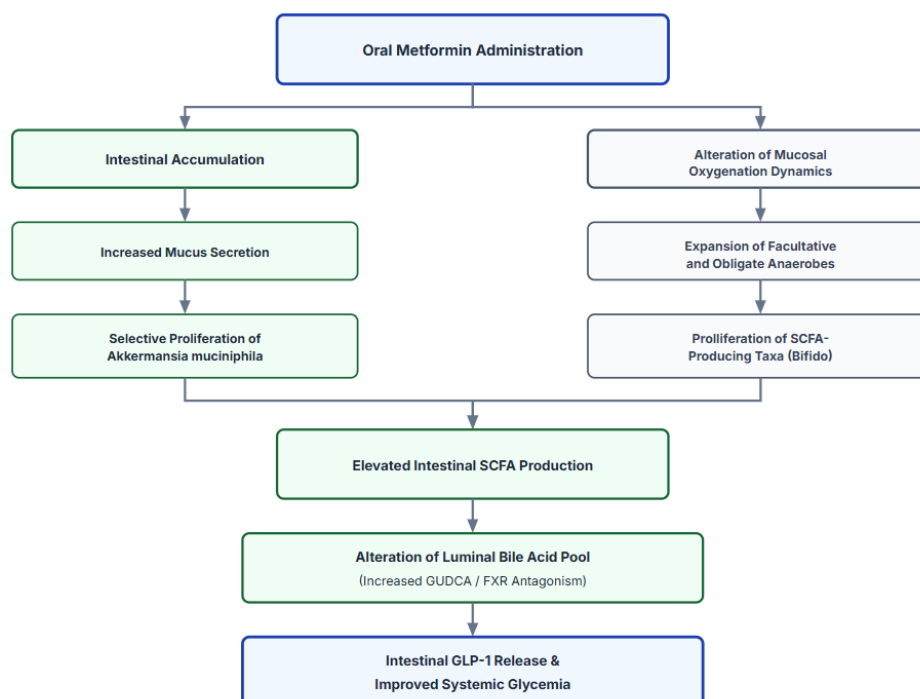 Oral Metformin Administration
Intestinal Accumulation
Alteration of Mucosal
Oxygenation Dynamics
Increased Mucus Secretion
Expansion of Facultative
and Obligate Anaerobes
Selective Proliferation of
Akkermansia muciniphila
Prolliferation of SCFA-
Producing Taxa (Bifido)
Elevated Intestinal SCFA Production
Alteration of Luminal Bile Acid Pool
(Increased GUDCA / FXR Antagonism)
Intestinal GLP-1 Release &
Improved Systemic Glycemia